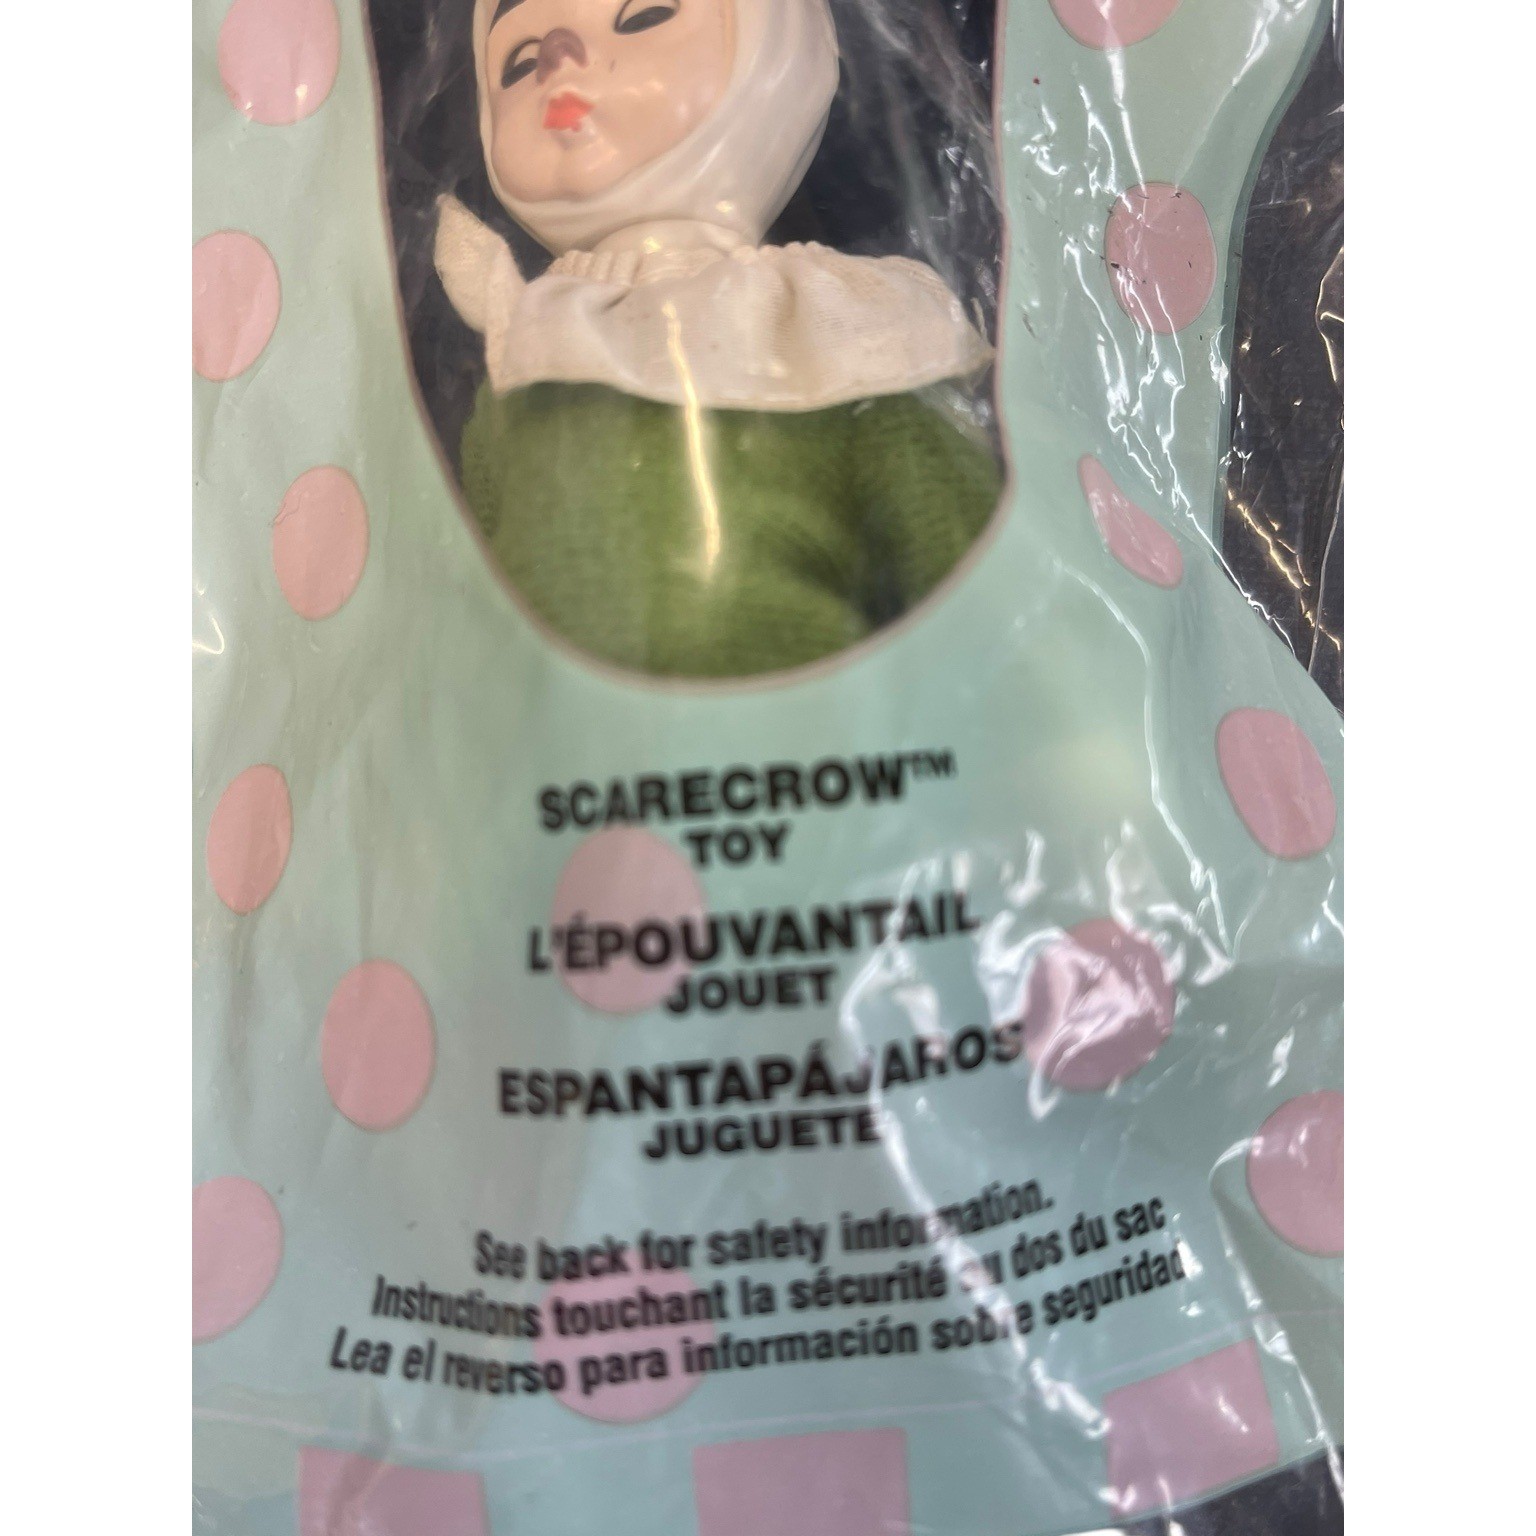 SCARECROW™
TOY
L'ÉPOUVANTAIL
JOUET
ESPANTAPÁJAROS
JUGUETE
See back for safety information.
Instructions touchant la sécurité au dos du sac
Lea el reverso para información sobre seguridad.